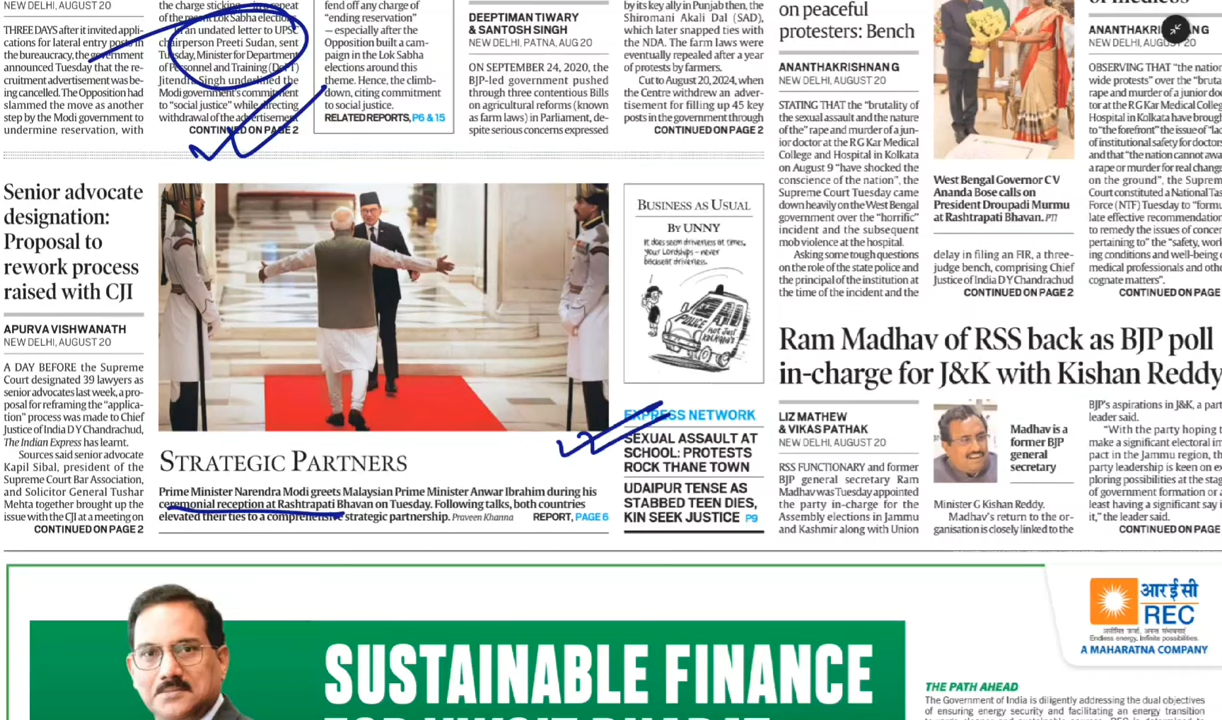 NEW DELHI, AUGUST 20
THREE DAYS after it invited appli-
cations for lateral entry posts in
the bureaucracy, the government
announced Tuesday that the re-
cruitment advertisement was be-
ing cancelled. The Opposition had
slammed the move as another
step by the Modi government to
undermine reservation, with
the charge sticking in a repeat
of the recent Lok Sabha elections.
In an undated letter to UPSC
chairperson Preeti Sudan, sent
Tuesday, Minister for Department
of Personnel and Training (DoPT)
Jitendra Singh underlined the
Modi government's commitment
to "social justice" while directing
withdrawal of the advertisement.
CONTINUED ON PAGE 2
fend off any charge of
"ending reservation"
— especially after the
Opposition built a cam-
paign in the Lok Sabha
elections around this
theme. Hence, the climb-
down, citing commitment
to social justice.
RELATED REPORTS, P6 & 15
DEEPTIMAN TIWARY
& SANTOSH SINGH
NEW DELHI, PATNA, AUG 20
ON SEPTEMBER 24, 2020, the
BJP-led government pushed
through three contentious Bills
on agricultural reforms (known
as farm laws) in Parliament, de-
spite serious concerns expressed
by its key ally in Punjab then, the
Shiromani Akali Dal (SAD),
which later snapped ties with
the NDA. The farm laws were
eventually repealed after a year
of protests by farmers.
Cut to August 20, 2024, when
the Centre withdrew an adver-
tisement for filling up 45 key
posts in the government through
CONTINUED ON PAGE 2
on peaceful
protesters: Bench
ANANTHAKRISHNAN G
NEW DELHI, AUGUST 20
STATING THAT the "brutality of
the sexual assault and the nature
of the" rape and murder of a jun-
ior doctor at the R G Kar Medical
College and Hospital in Kolkata
on August 9 "have shocked the
conscience of the nation", the
Supreme Court Tuesday came
down heavily on the West Bengal
government over the "horrific"
incident and the subsequent
mob violence at the hospital.
Asking some tough questions
on the role of the state police and
the principal of the institution at
the time of the incident and the
West Bengal Governor C V
Ananda Bose calls on
President Droupadi Murmu
at Rashtrapati Bhavan. PTI
delay in filing an FIR, a three-
judge bench, comprising Chief
Justice of India D Y Chandrachud
CONTINUED ON PAGE 2
ANANTHAKRISHNAN G
NEW DELHI, AUGUST 20
OBSERVING THAT "the nation
wide protests" over the "bruta
rape and murder of a junior do
tor at the R G Kar Medical College
Hospital in Kolkata have brough
to "the forefront" the issue of "lac
of institutional safety for doctors
and that "the nation cannot awa
a rape or murder for real change
on the ground", the Suprem
Court constituted a National Tas
Force (NTF) Tuesday to "formu
late effective recommendation
to remedy the issues of concer
pertaining to" the "safety, work
ing conditions and well-being o
medical professionals and othe
cognate matters".
CONTINUED ON PAGE
Senior advocate
designation:
Proposal to
rework process
raised with CJI
APURVA VISHWANATH
NEW DELHI, AUGUST 20
A DAY BEFORE the Supreme
Court designated 39 lawyers as
senior advocates last week, a pro-
posal for reframing the "applica-
tion" process was made to Chief
Justice of India D Y Chandrachud,
The Indian Express has learnt.
Sources said senior advocate
Kapil Sibal, president of the
Supreme Court Bar Association,
and Solicitor General Tushar
Mehta together brought up the
issue with the CJI at a meeting on
CONTINUED ON PAGE 2
STRATEGIC PARTNERS
Prime Minister Narendra Modi greets Malaysian Prime Minister Anwar Ibrahim during his
ceremonial reception at Rashtrapati Bhavan on Tuesday. Following talks, both countries
elevated their ties to a comprehensive strategic partnership. Praveen Khanna REPORT, PAGE 6
BUSINESS AS USUAL
BY UNNY
It does seem driverless at times,
Your Lordships – never
backseat driverless.
POLICE
not just
Kolkata's
EXPRESS NETWORK
SEXUAL ASSAULT AT
SCHOOL: PROTESTS
ROCK THANE TOWN
UDAIPUR TENSE AS
STABBED TEEN DIES,
KIN SEEK JUSTICE P9
Ram Madhav of RSS back as BJP poll
in-charge for J&K with Kishan Reddy
LIZ MATHEW
& VIKAS PATHAK
NEW DELHI, AUGUST 20
RSS FUNCTIONARY and former
BJP general secretary Ram
Madhav was Tuesday appointed
the party in-charge for the
Assembly elections in Jammu
and Kashmir along with Union
Madhav is a
former BJP
general
secretary
Minister G Kishan Reddy.
Madhav's return to the or-
ganisation is closely linked to the
BJP's aspirations in J&K, a part
leader said.
"With the party hoping t
make a significant electoral im
pact in the Jammu region, th
party leadership is keen on ex
ploring possibilities at the stag
of government formation or a
least having a significant say i
it," the leader said.
CONTINUED ON PAGE
SUSTAINABLE FINANCE
आर ई सी
REC
असीमित ऊर्जा, अनन्त संभावनाएं
Endless energy. Infinite possibilities.
A MAHARATNA COMPANY
THE PATH AHEAD
The Government of India is diligently addressing the dual objectives
of ensuring energy security and facilitating an energy transition